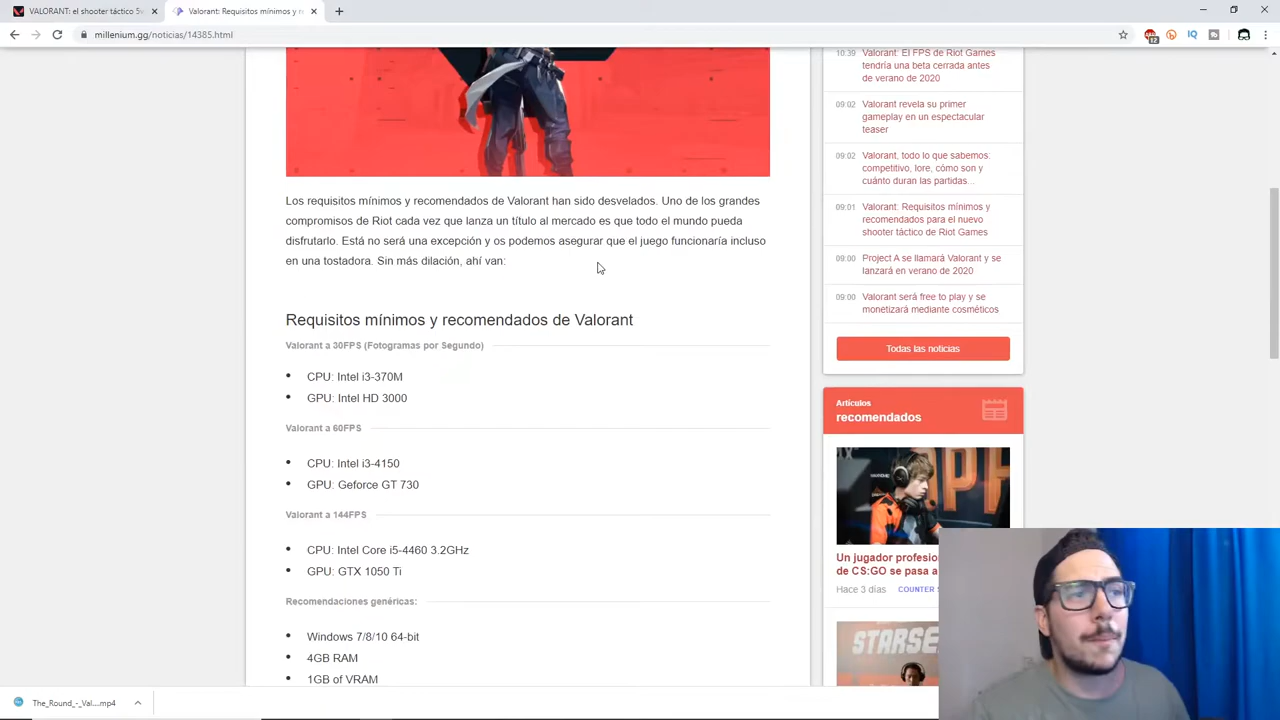 VALORANT: el shooter táctico 5v
Valorant: Requisitos mínimos y r
millenium.gg/noticias/14385.html
12
IQ
Los requisitos mínimos y recomendados de Valorant han sido desvelados. Uno de los grandes
compromisos de Riot cada vez que lanza un título al mercado es que todo el mundo pueda
disfrutarlo. Está no será una excepción y os podemos asegurar que el juego funcionaría incluso
en una tostadora. Sin más dilación, ahí van:
Requisitos mínimos y recomendados de Valorant
Valorant a 30FPS (Fotogramas por Segundo)
CPU: Intel i3-370M
GPU: Intel HD 3000
Valorant a 60FPS
CPU: Intel i3-4150
GPU: Geforce GT 730
Valorant a 144FPS
CPU: Intel Core i5-4460 3.2GHz
GPU: GTX 1050 Ti
Recomendaciones genéricas:
Windows 7/8/10 64-bit
4GB RAM
1GB of VRAM
10:39 Valorant: El FPS de Riot Games
tendría una beta cerrada antes
de verano de 2020
09:02 Valorant revela su primer
gameplay en un espectacular
teaser
09:02 Valorant, todo lo que sabemos:
competitivo, lore, cómo son y
cuánto duran las partidas...
09:01 Valorant: Requisitos mínimos y
recomendados para el nuevo
shooter táctico de Riot Games
09:00 Project A se llamará Valorant y se
lanzará en verano de 2020
09:00 Valorant será free to play y se
monetizará mediante cosméticos
Todas las noticias
Artículos
recomendados
Un jugador profesio
de CS:GO se pasa a
Hace 3 días COUNTER S
STARSE
The_Round_-_Val....mp4